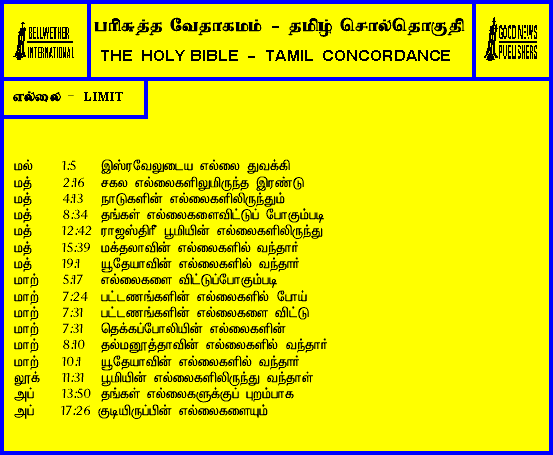 BELLWETHER
INTERNATIONAL
பரிசுத்த வேதாகமம் - தமிழ் சொல்தொகுதி
THE HOLY BIBLE - TAMIL CONCORDANCE
GOOD NEWS
PUBLISHERS
எல்லை - LIMIT
மல் 1:5 இஸ்ரவேலுடைய எல்லை துவக்கி
மத் 2:16 சகல எல்லைகளிலுமிருந்த இரண்டு
மத் 4:13 நாடுகளின் எல்லைகளிலிருந்தும்
மத் 8:34 தங்கள் எல்லைகளைவிட்டுப் போகும்படி
மத் 12:42 ராஜஸ்திரீ பூமியின் எல்லைகளிலிருந்து
மத் 15:39 மக்தலாவின் எல்லைகளில் வந்தார்
மத் 19:1 யூதேயாவின் எல்லைகளில் வந்தார்
மாற் 5:17 எல்லைகளை விட்டுப்போகும்படி
மாற் 7:24 பட்டணங்களின் எல்லைகளில் போய்
மாற் 7:31 பட்டணங்களின் எல்லைகளை விட்டு
மாற் 7:31 தெக்கப்போலியின் எல்லைகளின்
மாற் 8:10 தல்மனூத்தாவின் எல்லைகளில் வந்தார்
மாற் 10:1 யூதேயாவின் எல்லைகளில் வந்தார்
லூக் 11:31 பூமியின் எல்லைகளிலிருந்து வந்தாள்
அப் 13:50 தங்கள் எல்லைகளுக்குப் புறம்பாக
அப் 17:26 குடியிருப்பின் எல்லைகளையும்